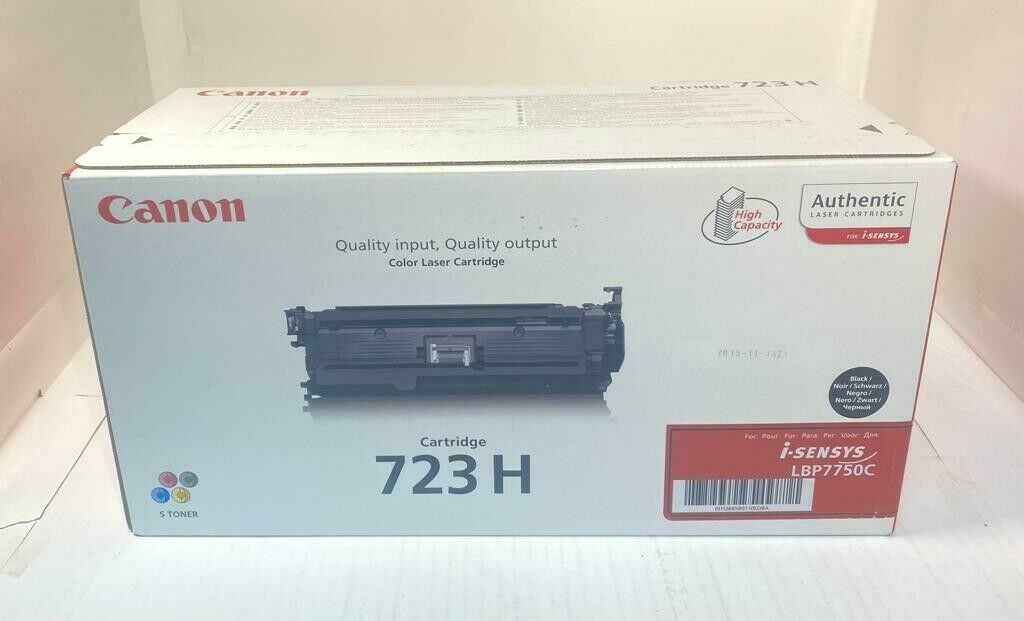 Canon
Cartridge 723 H
Canon
High
Capacity
Authentic
LASER CARTRIDGES
FOR i-SENSYS
Quality input, Quality output
Color Laser Cartridge
Black /
Noir / Schwarz /
Negro /
Nero / Zwart /
Черный
Cartridge
723 H
For: Pour: Für: Para: Per: Voor: Для:
i-SENSYS
LBP7750C
S TONER